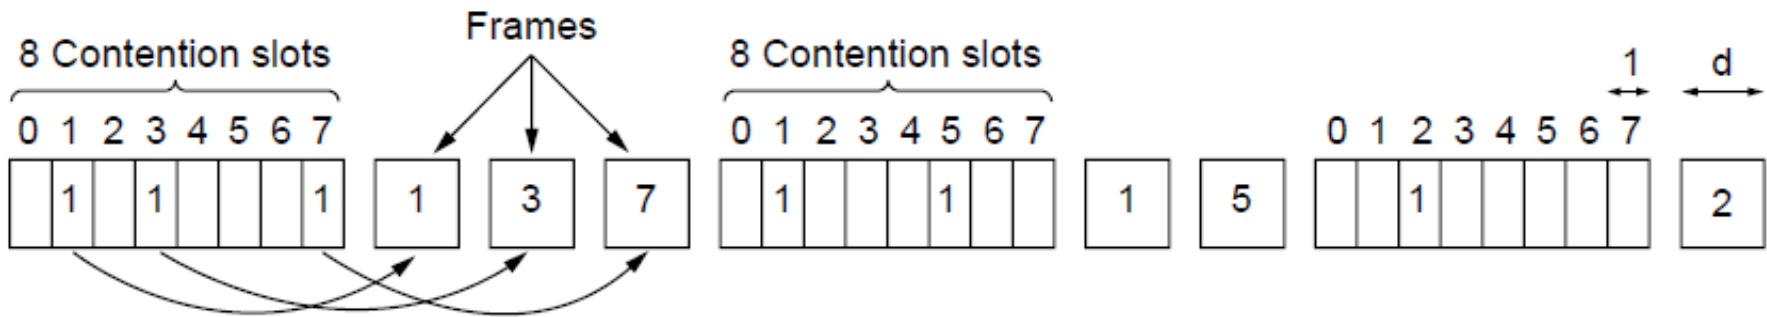 Frames
8 Contention slots 8 Contention slots 1 d
0 1 2 3 4 5 6 7 0 1 2 3 4 5 6 7 0 1 2 3 4 5 6 7
1 1 1 1 3 7 1 1 1 5 1 2